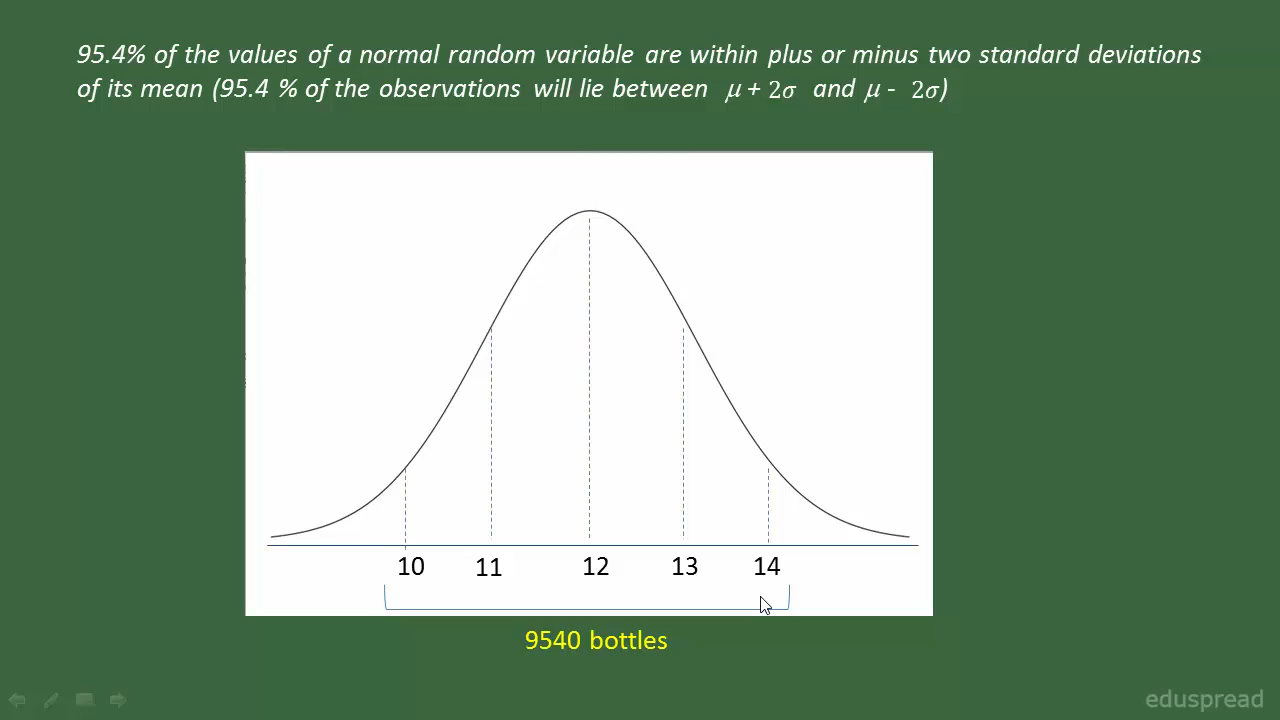 95.4% of the values of a normal random variable are within plus or minus two standard deviations
of its mean (95.4 % of the observations will lie between μ + 2σ and μ - 2σ)
10 11 12 13 14
9540 bottles
eduspread